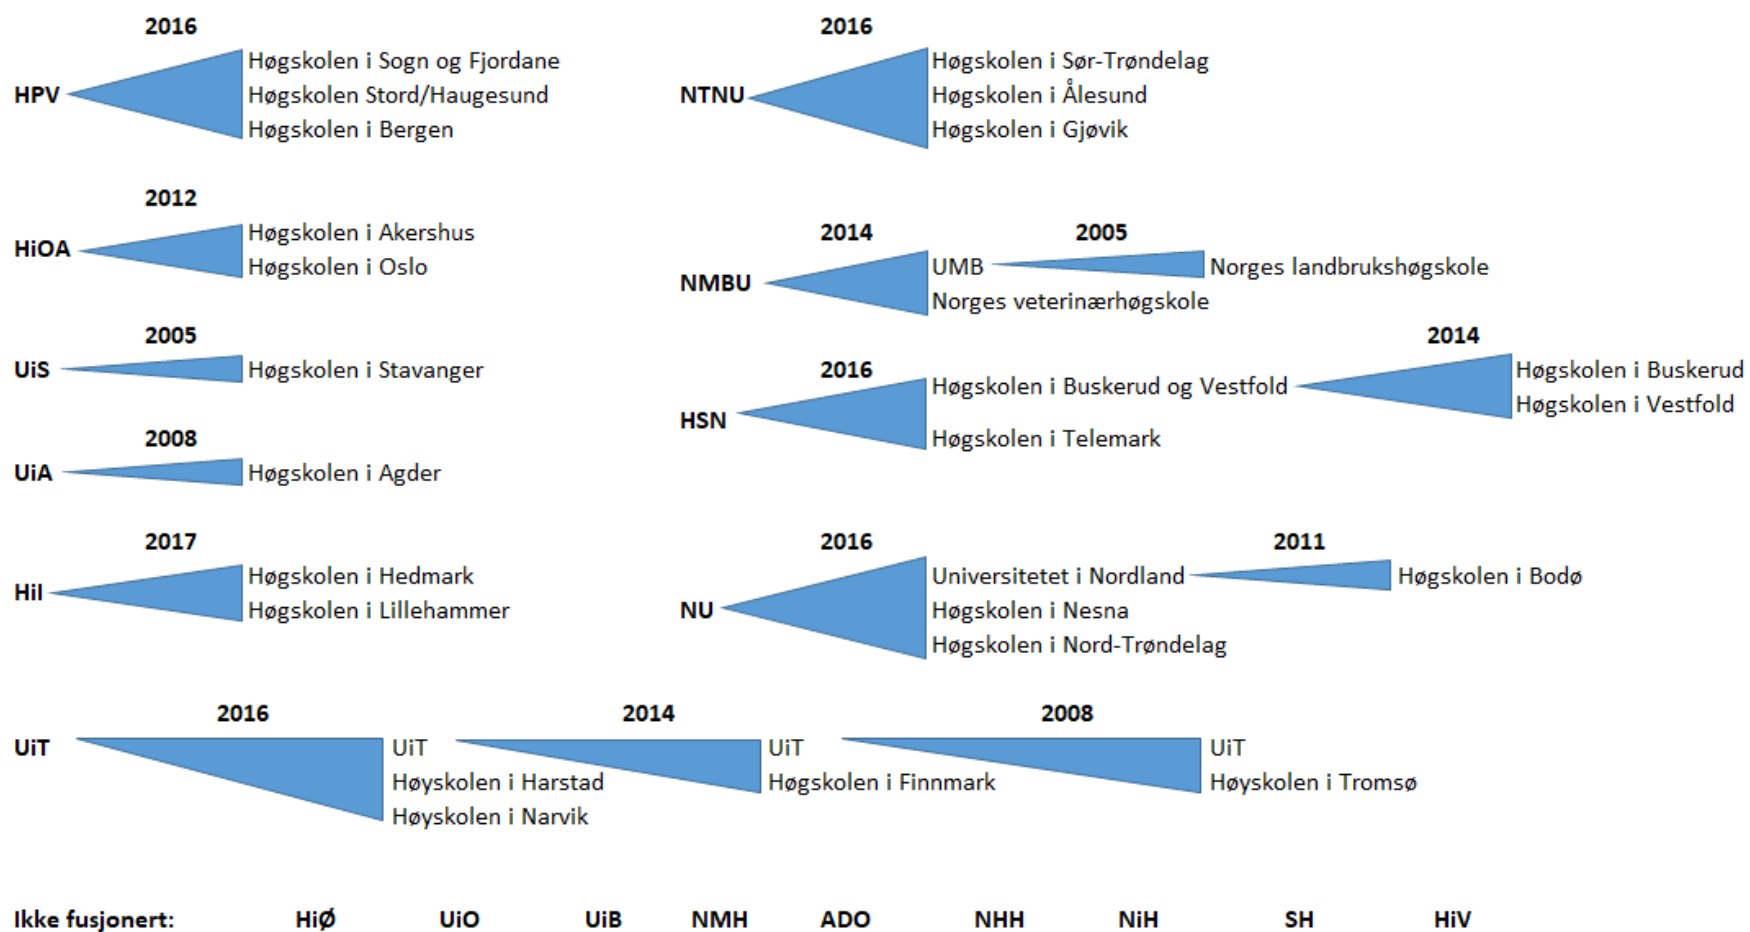 2016
HPV
Høgskolen i Sogn og Fjordane
Høgskolen Stord/Haugesund
Høgskolen i Bergen
2016
NTNU
Høgskolen i Sør-Trøndelag
Høgskolen i Ålesund
Høgskolen i Gjøvik
2012
HiOA
Høgskolen i Akershus
Høgskolen i Oslo
2014
NMBU
UMB
Norges veterinærhøgskole
2005
Norges landbrukshøgskole
2005
UiS
Høgskolen i Stavanger
2016
HSN
Høgskolen i Buskerud og Vestfold
Høgskolen i Telemark
2014
Høgskolen i Buskerud
Høgskolen i Vestfold
2008
UiA
Høgskolen i Agder
2017
HiI
Høgskolen i Hedmark
Høgskolen i Lillehammer
2016
NU
Universitetet i Nordland
Høgskolen i Nesna
Høgskolen i Nord-Trøndelag
2011
Høgskolen i Bodø
2016
UiT
UiT
Høyskolen i Harstad
Høyskolen i Narvik
2014
UiT
Høgskolen i Finnmark
2008
UiT
Høyskolen i Tromsø
Ikke fusjonert: HiØ UiO UiB NMH ADO NHH NiH SH HiV